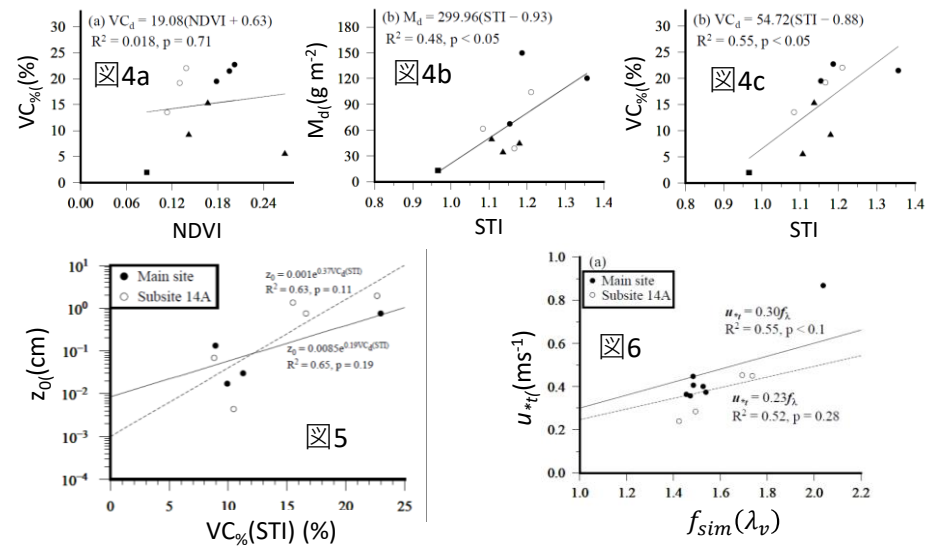 (a) VC_d = 19.08(NDVI + 0.63)
R² = 0.018, p = 0.71
図4a
VC%((%)
30
25
20
15
10
5
0
0.00 0.06 0.12 0.18 0.24
NDVI
(b) M_d = 299.96(STI − 0.93)
R² = 0.48, p < 0.05
図4b
M_d((g m⁻²)
180
150
120
90
60
30
0
0.8 0.9 1.0 1.1 1.2 1.3 1.4
STI
(b) VC_d = 54.72(STI − 0.88)
R² = 0.55, p < 0.05
図4c
VC%((%)
30
25
20
15
10
5
0
0.8 0.9 1.0 1.1 1.2 1.3 1.4
STI
Main site
Subsite 14A
z₀ = 0.001e^0.37VC_d(STI)
R² = 0.63, p = 0.11
z₀ = 0.0085e^0.19VC_d(STI)
R² = 0.65, p = 0.19
図5
z₀((cm)
10¹
10⁰
10⁻¹
10⁻²
10⁻³
10⁻⁴
0 5 10 15 20 25
VC%(STI) (%)
(a)
Main site
Subsite 14A
図6
u*t = 0.30f_λ
R² = 0.55, p < 0.1
u*t = 0.23f_λ
R² = 0.52, p = 0.28
u*t((ms⁻¹)
1.0
0.8
0.6
0.4
0.2
0.0
1.0 1.2 1.4 1.6 1.8 2.0 2.2
f_sim(λ_v)